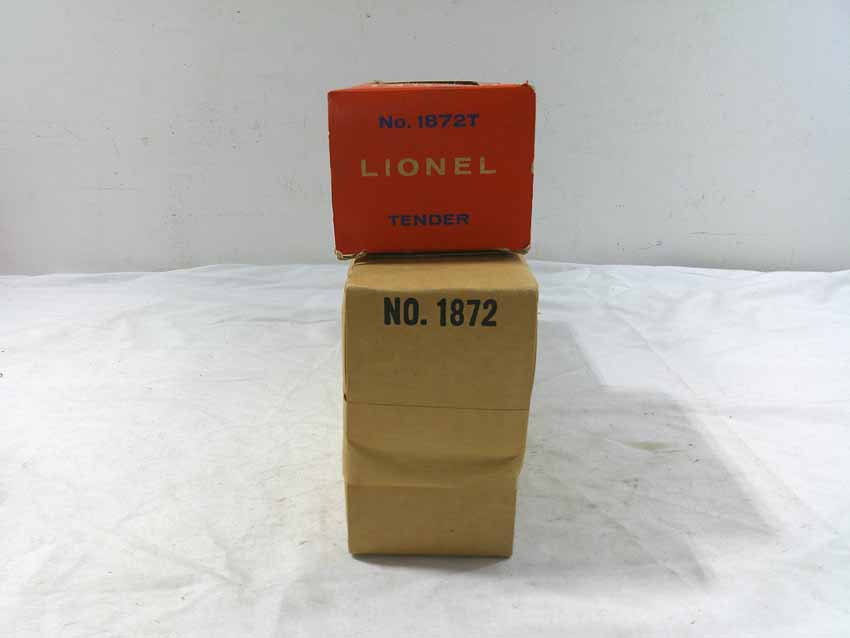 No. 1872T
LIONEL
TENDER
NO. 1872